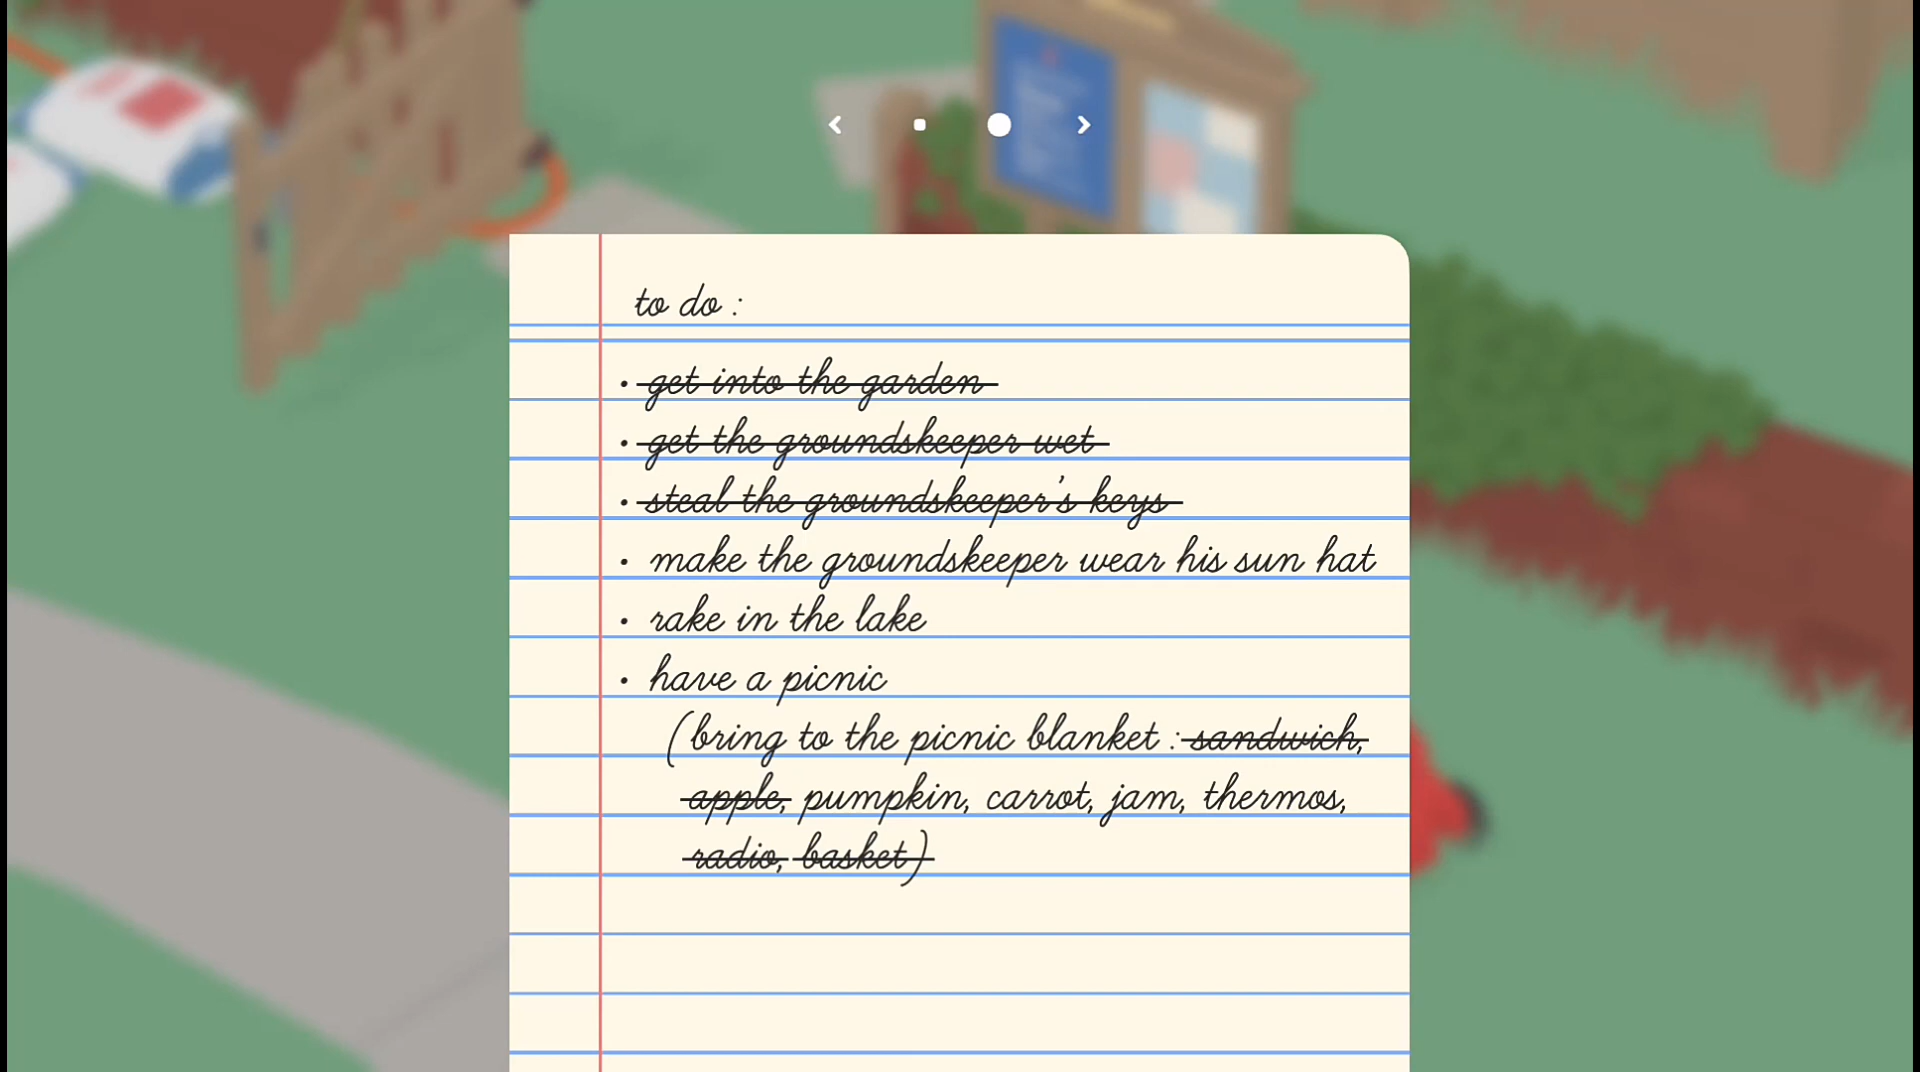 to do :
• get into the garden
• get the groundskeeper wet
• steal the groundskeeper's keys
• make the groundskeeper wear his sun hat
• rake in the lake
• have a picnic
(bring to the picnic blanket : sandwich,
apple, pumpkin, carrot, jam, thermos,
radio, basket)